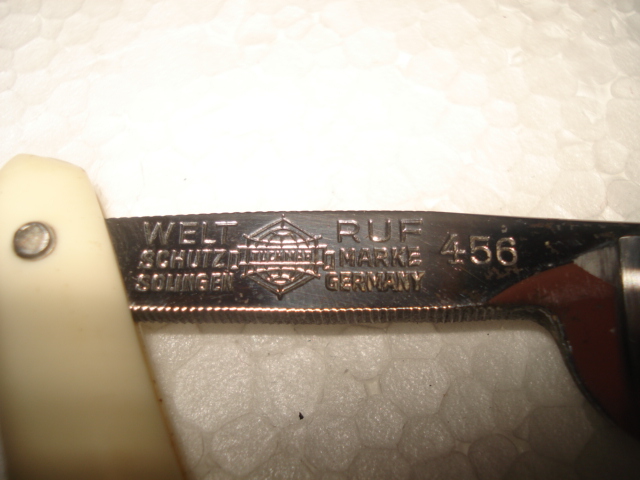 WELT RUF 456
SCHUTZ MARKE
SOLINGEN GERMANY